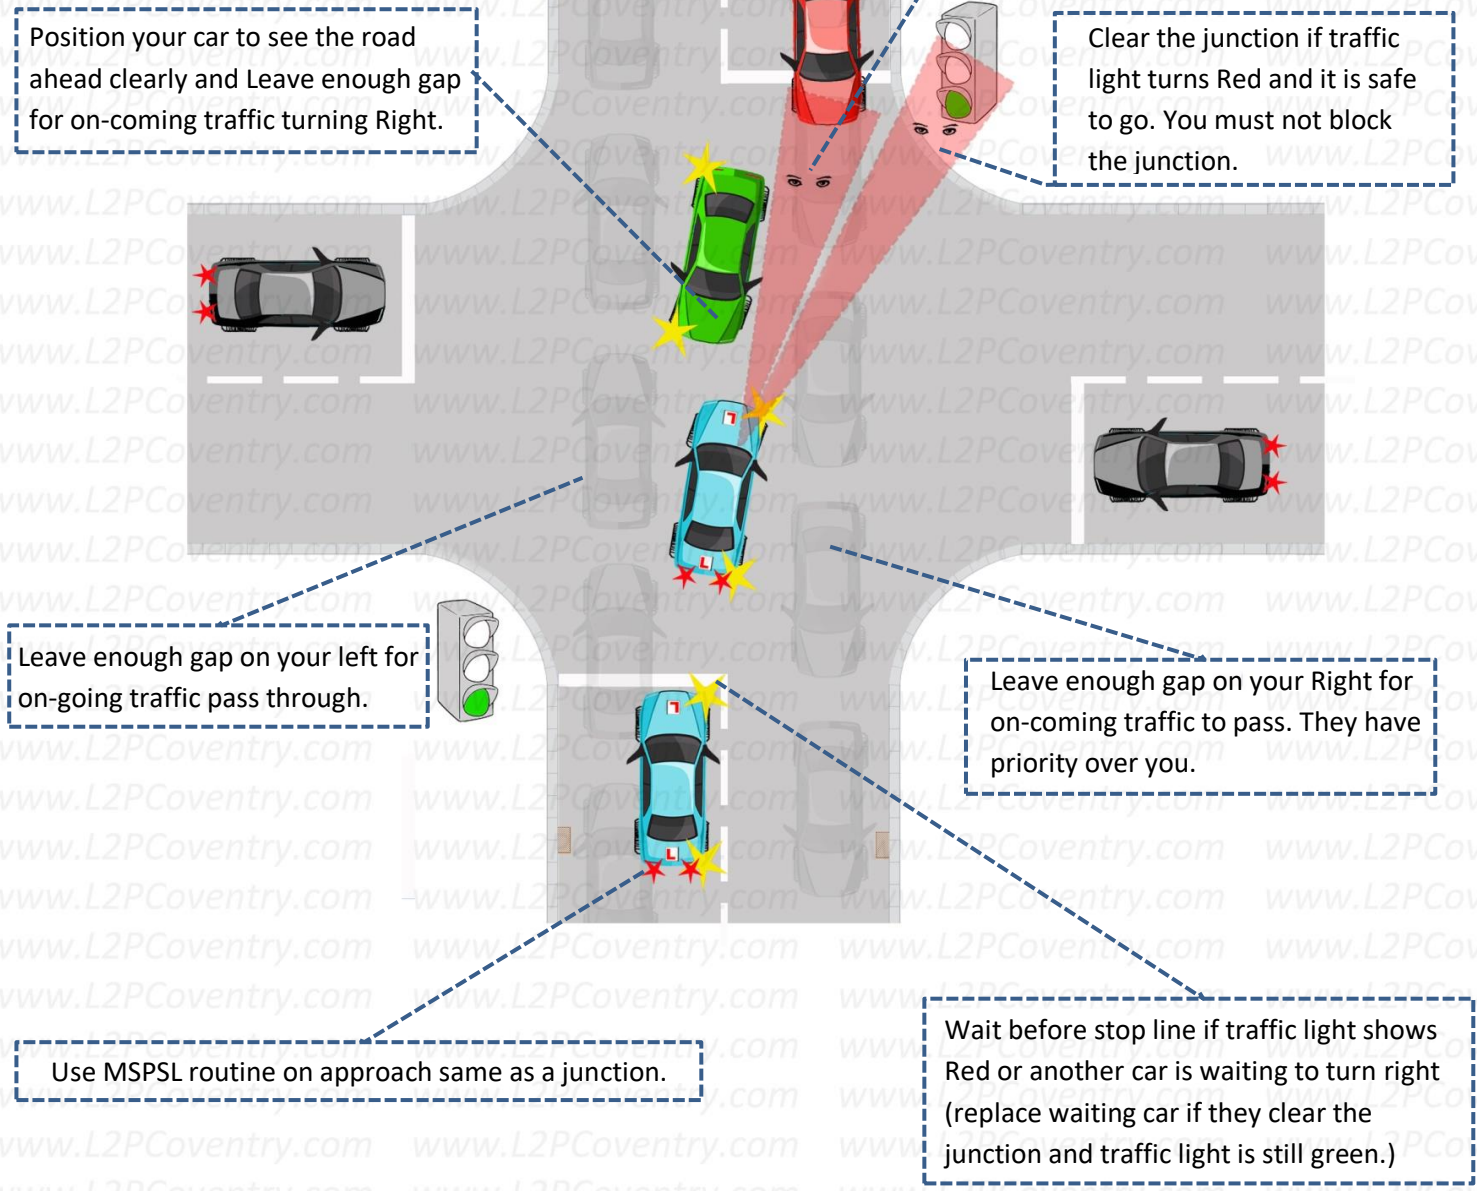 Position your car to see the road
ahead clearly and Leave enough gap
for on-coming traffic turning Right.
Clear the junction if traffic
light turns Red and it is safe
to go. You must not block
the junction.
L
L
Leave enough gap on your left for
on-going traffic pass through.
Leave enough gap on your Right for
on-coming traffic to pass. They have
priority over you.
L
L
Use MSPSL routine on approach same as a junction.
Wait before stop line if traffic light shows
Red or another car is waiting to turn right
(replace waiting car if they clear the
junction and traffic light is still green.)
www.L2PCoventry.com